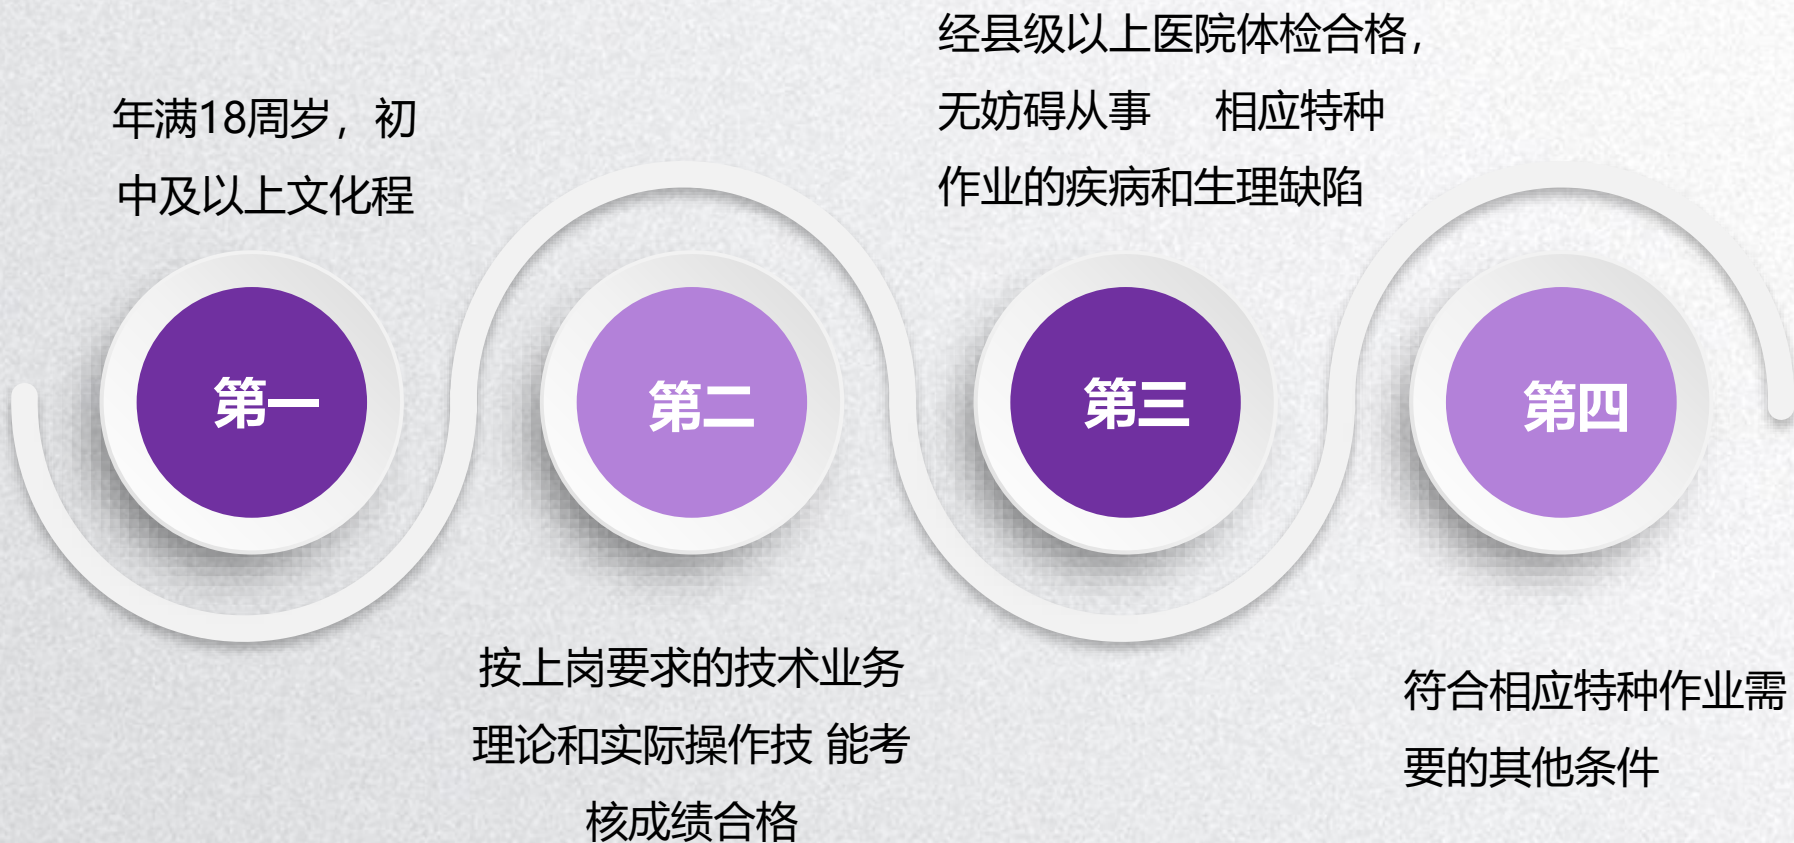 年满18周岁，初
中及以上文化程
第一
按上岗要求的技术业务
理论和实际操作技 能考
核成绩合格
第二
经县级以上医院体检合格，
无妨碍从事 相应特种
作业的疾病和生理缺陷
第三
第四
符合相应特种作业需
要的其他条件